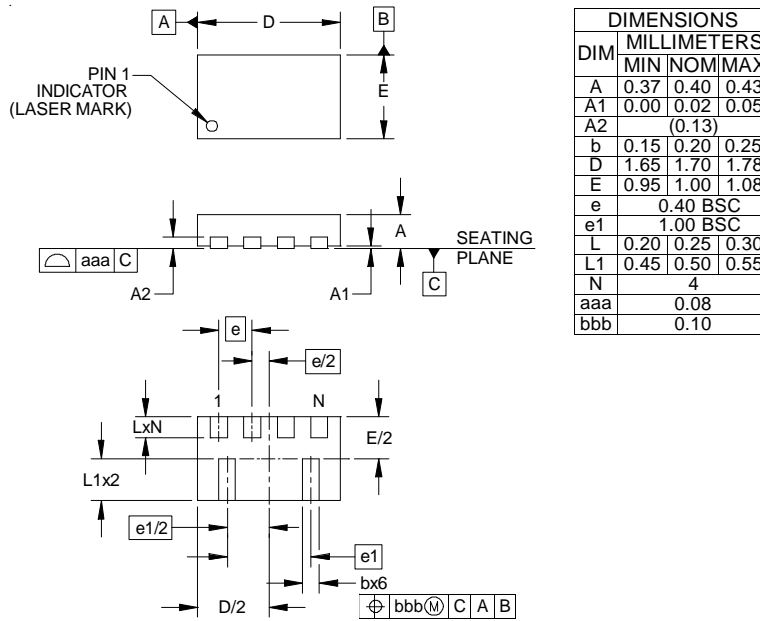 A D B
PIN 1
INDICATOR
(LASER MARK)
E
A
SEATING
PLANE
aaa C
A2 A1 C
e
e/2
1 N
LxN
E/2
L1x2
e1/2
e1
bx6
D/2
bbb Ⓜ C A B
DIMENSIONS
DIM MILLIMETERS
MIN NOM MAX
A 0.37 0.40 0.43
A1 0.00 0.02 0.05
A2 (0.13)
b 0.15 0.20 0.25
D 1.65 1.70 1.78
E 0.95 1.00 1.08
e 0.40 BSC
e1 1.00 BSC
L 0.20 0.25 0.30
L1 0.45 0.50 0.55
N 4
aaa 0.08
bbb 0.10